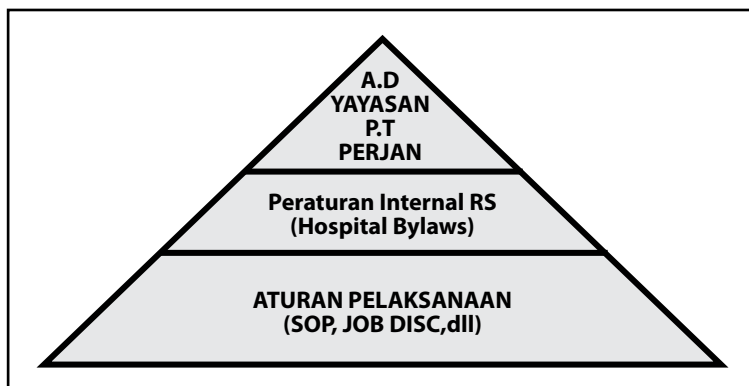 A.D
YAYASAN
P.T
PERJAN
Peraturan Internal RS
(Hospital Bylaws)
ATURAN PELAKSANAAN
(SOP, JOB DISC,dll)